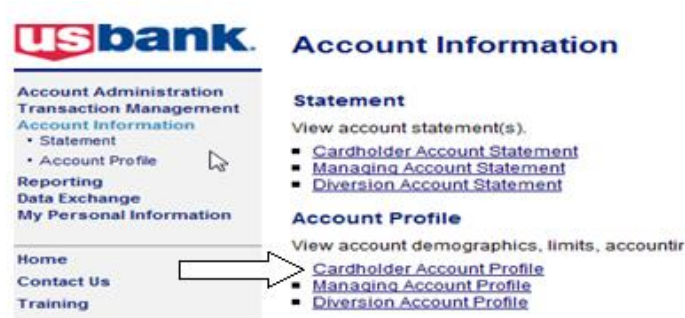 usbank.
Account Administration
Transaction Management
Account Information
• Statement
• Account Profile
Reporting
Data Exchange
My Personal Information
Home
Contact Us
Training
Account Information
Statement
View account statement(s).
▪ Cardholder Account Statement
▪ Managing Account Statement
▪ Diversion Account Statement
Account Profile
View account demographics, limits,
Cardholder Account Profile
▪ Managing Account Profile
▪ Diversion Account Profile